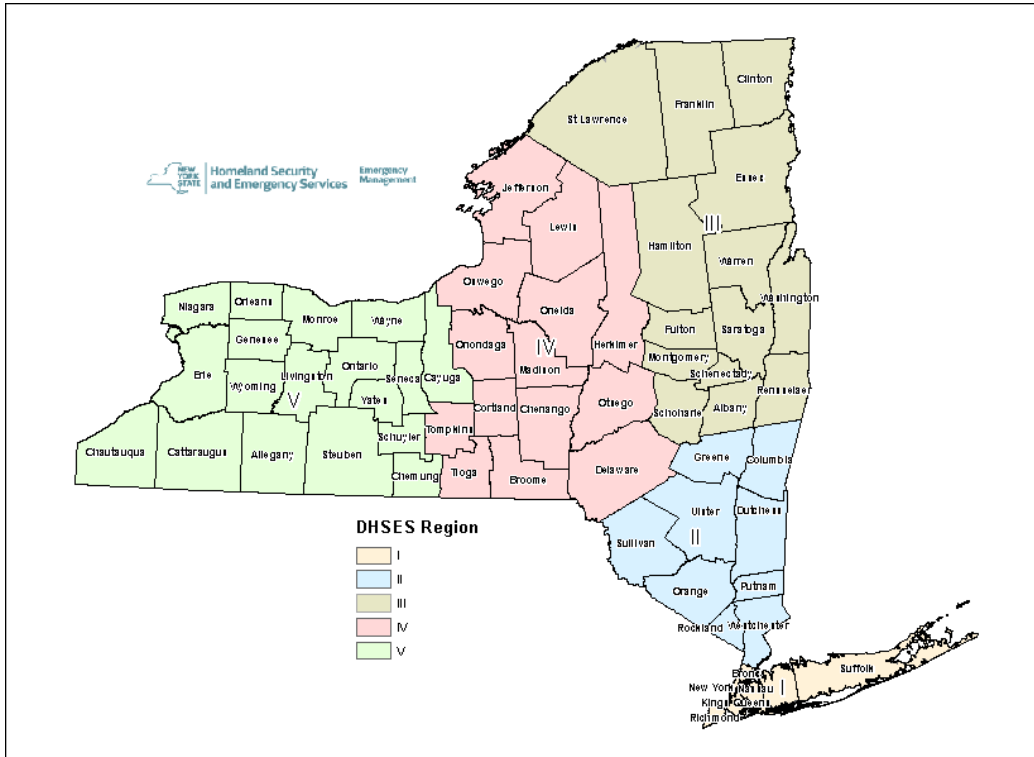 Clinton
Franklin
St Lawrence
NEW YORK STATE
Homeland Security and Emergency Services
Emergency Management
Jefferson
Essex
Lewis
III
Hamilton
Warren
Oswego
Washington
Niagara
Orleans
Monroe
Wayne
Oneida
Fulton
Saratoga
Genesee
Onondaga
IV
Herkimer
Montgomery
Erie
Wyoming
Livingston
Ontario
Seneca
Cayuga
Madison
Schenectady
Rensselaer
V
Yates
Cortland
Chenango
Otsego
Schoharie
Albany
Tompkins
Schuyler
Chautauqua
Cattaraugus
Allegany
Steuben
Greene
Columbia
Chemung
Tioga
Broome
Delaware
Ulster
Dutchess
DHSES Region
Sullivan
II
I
II
III
IV
V
Orange
Putnam
Rockland
Westchester
Bronx
Suffolk
New York
Nassau
I
Kings
Queens
Richmond